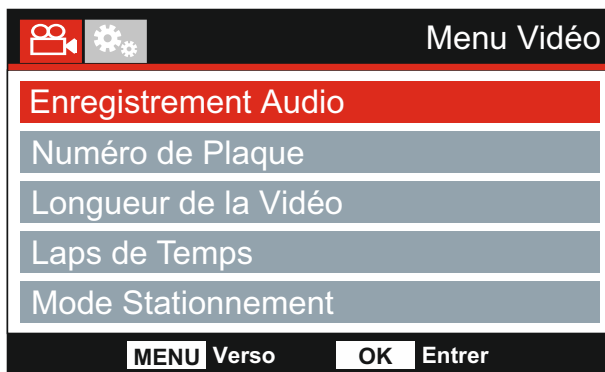 Menu Vidéo
Enregistrement Audio
Numéro de Plaque
Longueur de la Vidéo
Laps de Temps
Mode Stationnement
MENU Verso OK Entrer